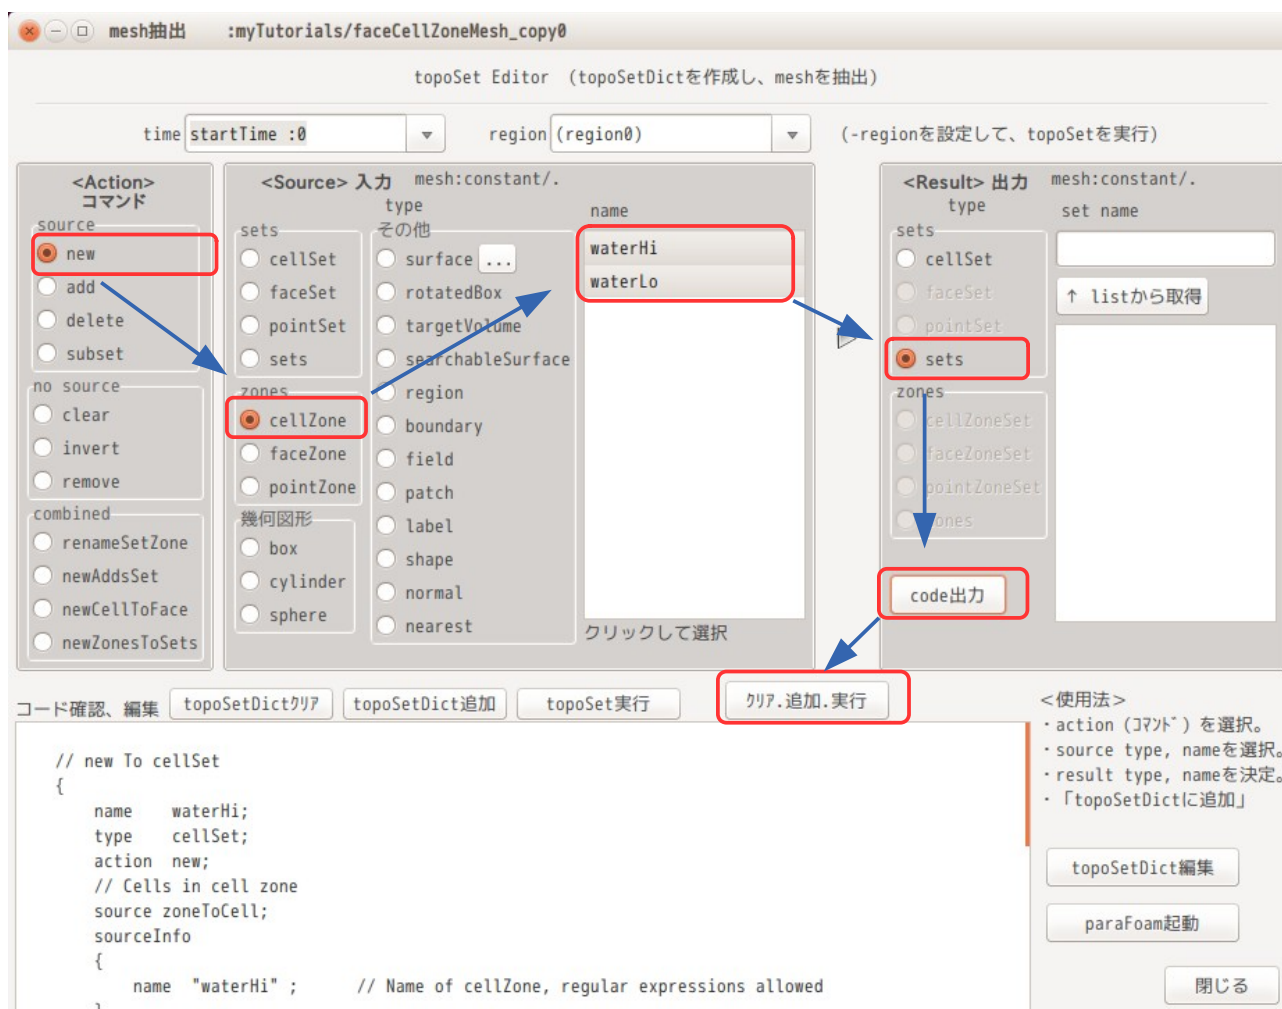 mesh抽出 :myTutorials/faceCellZoneMesh_copy0
topoSet Editor (topoSetDictを作成し、meshを抽出)
time startTime :0 region (region0) (-regionを設定して、topoSetを実行)
<Action>
コマンド
source
new
add
delete
subset
no source
clear
invert
remove
combined
renameSetZone
newAddsSet
newCellToFace
newZonesToSets
<Source> 入力 mesh:constant/.
type
name
sets
cellSet
faceSet
pointSet
sets
zones
cellZone
faceZone
pointZone
幾何図形
box
cylinder
sphere
その他
surface ...
rotatedBox
targetVolume
searchableSurface
region
boundary
field
patch
label
shape
normal
nearest
waterHi
waterLo
クリックして選択
<Result> 出力 mesh:constant/.
type
set name
sets
cellSet
faceSet
pointSet
sets
zones
cellZoneSet
faceZoneSet
pointZoneSet
zones
↑ listから取得
code出力
コード確認、編集 topoSetDictｸﾘｱ topoSetDict追加 topoSet実行 ｸﾘｱ.追加.実行
// new To cellSet
{
name waterHi;
type cellSet;
action new;
// Cells in cell zone
source zoneToCell;
sourceInfo
{
name "waterHi" ; // Name of cellZone, regular expressions allowed
}
<使用法>
・action (ｺﾏﾝﾄﾞ) を選択。
・source type, nameを選択。
・result type, nameを決定。
・「topoSetDictに追加」
topoSetDict編集
paraFoam起動
閉じる